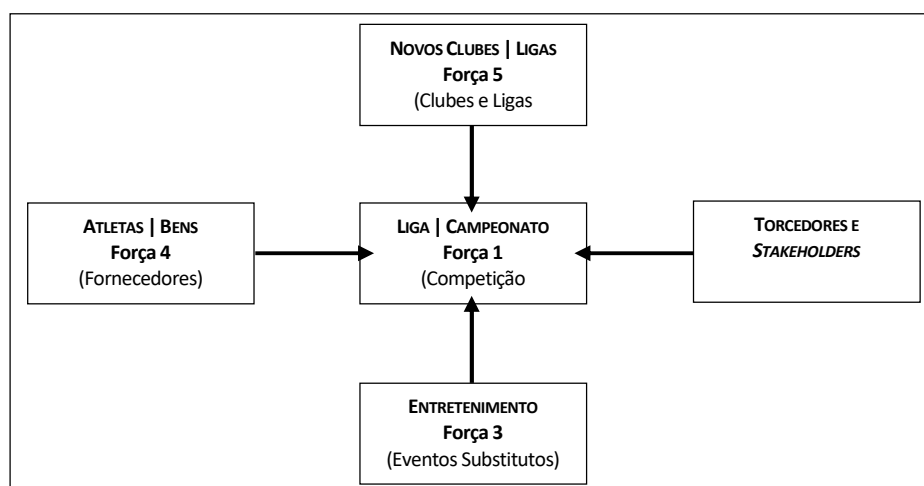 NOVOS CLUBES | LIGAS
Força 5
(Clubes e Ligas
ATLETAS | BENS
Força 4
(Fornecedores)
LIGA | CAMPEONATO
Força 1
(Competição
TORCEDORES E
STAKEHOLDERS
ENTRETENIMENTO
Força 3
(Eventos Substitutos)